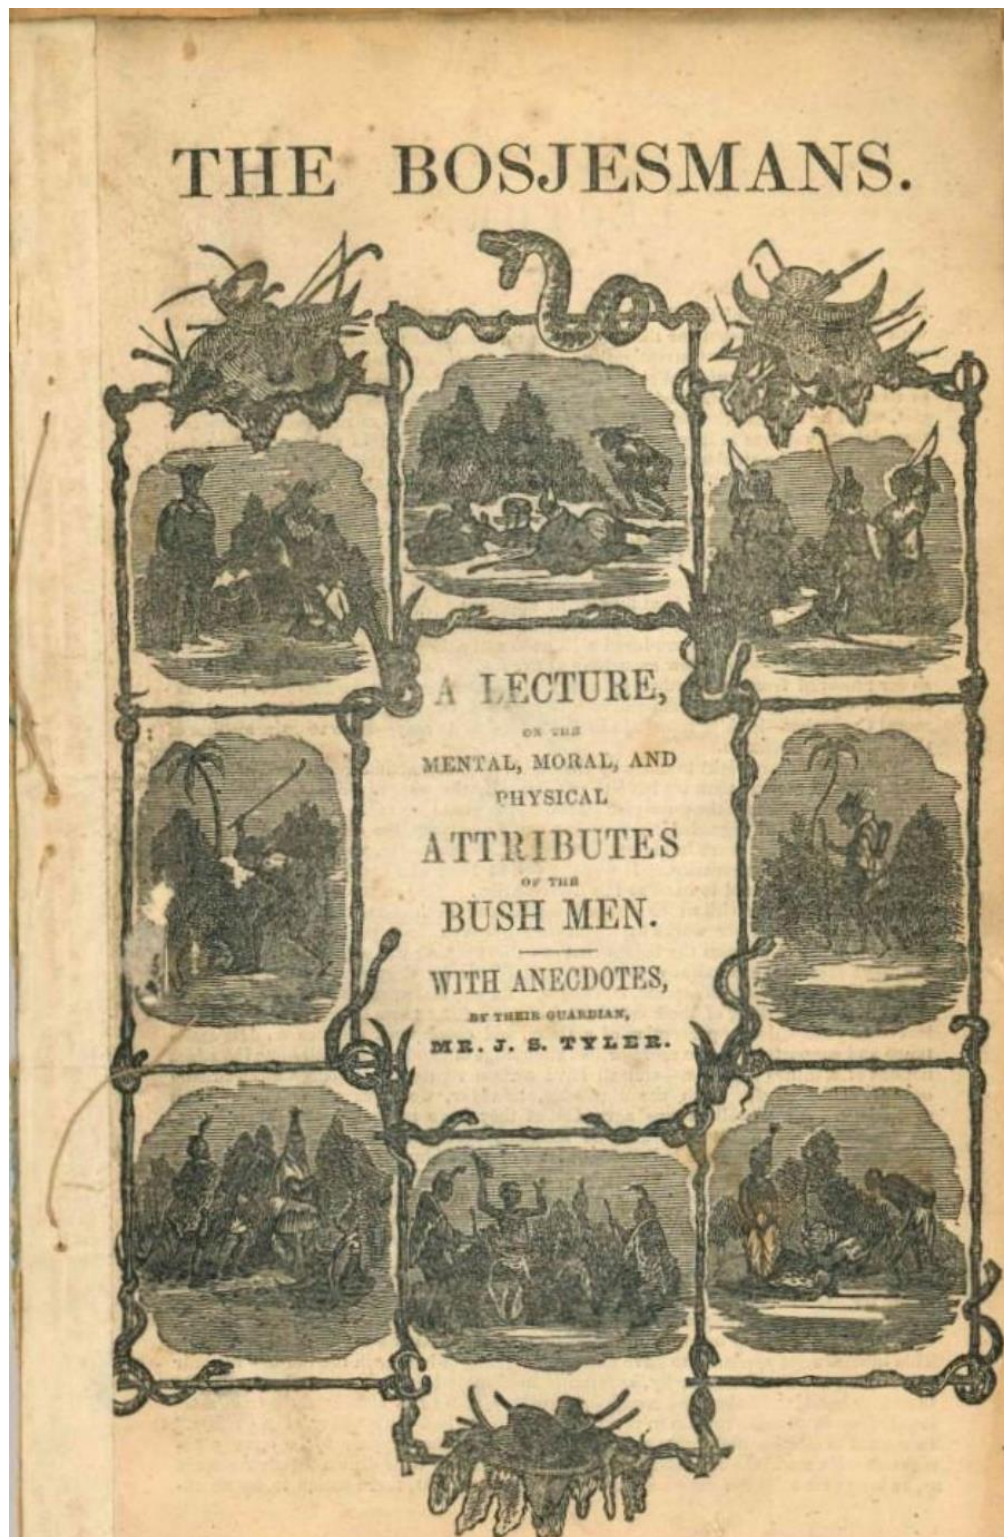 THE BOSJESMANS.
A LECTURE,
ON THE
MENTAL, MORAL, AND
PHYSICAL
ATTRIBUTES
OF THE
BUSH MEN.
WITH ANECDOTES,
BY THEIR GUARDIAN,
MR. J. S. TYLER.